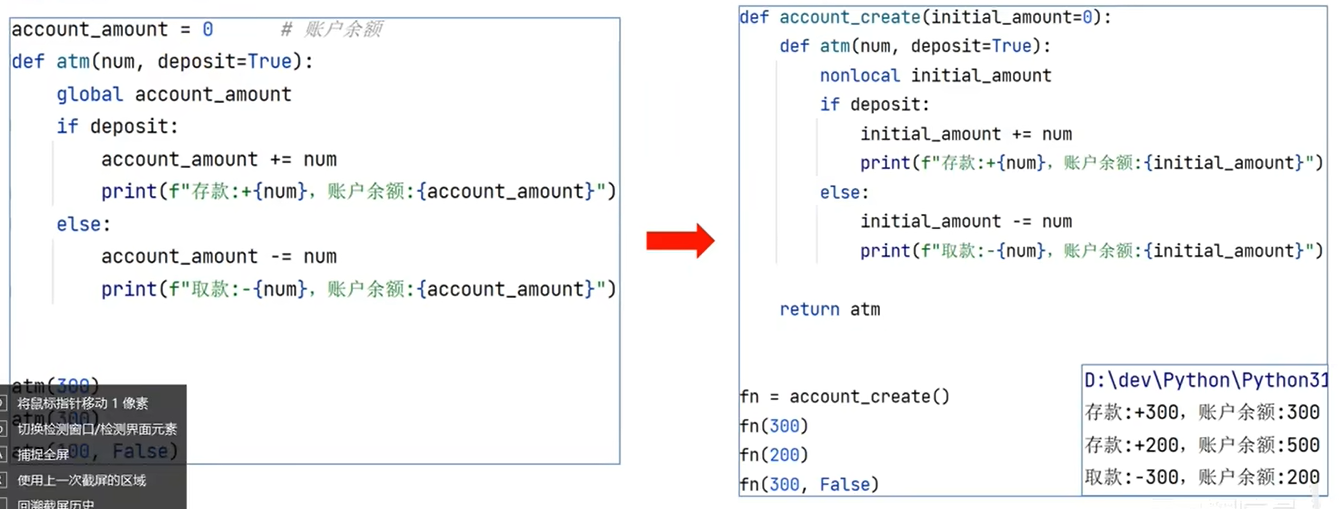 account_amount = 0 # 账户余额
def atm(num, deposit=True):
global account_amount
if deposit:
account_amount += num
print(f"存款:+{num}, 账户余额:{account_amount}")
else:
account_amount -= num
print(f"取款:-{num}, 账户余额:{account_amount}")
atm(300)
将鼠标指针移动 1 像素
切换检测窗口/检测界面元素
, False)
捕捉全屏
使用上一次截屏的区域
回溯截屏历史
def account_create(initial_amount=0):
def atm(num, deposit=True):
nonlocal initial_amount
if deposit:
initial_amount += num
print(f"存款:+{num}, 账户余额:{initial_amount}")
else:
initial_amount -= num
print(f"取款:-{num}, 账户余额:{initial_amount}")
return atm
fn = account_create()
fn(300)
fn(200)
fn(300, False)
D:\dev\Python\Python31
存款:+300, 账户余额:300
存款:+200, 账户余额:500
取款:-300, 账户余额:200